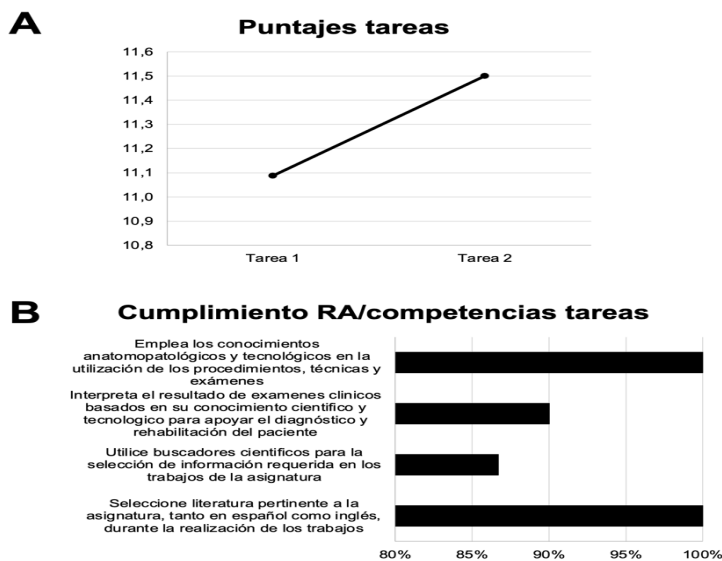 A
Puntajes tareas
11,6
11,5
11,4
11,3
11,2
11,1
11,0
10,9
10,8
Tarea 1
Tarea 2
B
Cumplimiento RA/competencias tareas
Emplea los conocimientos
anatomopatológicos y tecnológicos en la
utilización de los procedimientos, técnicas y
exámenes
Interpreta el resultado de examenes clinicos
basados en su conocimiento cientifico y
tecnologico para apoyar el diagnóstico y
rehabilitación del paciente
Utilice buscadores cientificos para la
selección de información requerida en los
trabajos de la asignatura
Seleccione literatura pertinente a la
asignatura, tanto en español como inglés,
durante la realización de los trabajos
80%
85%
90%
95%
100%